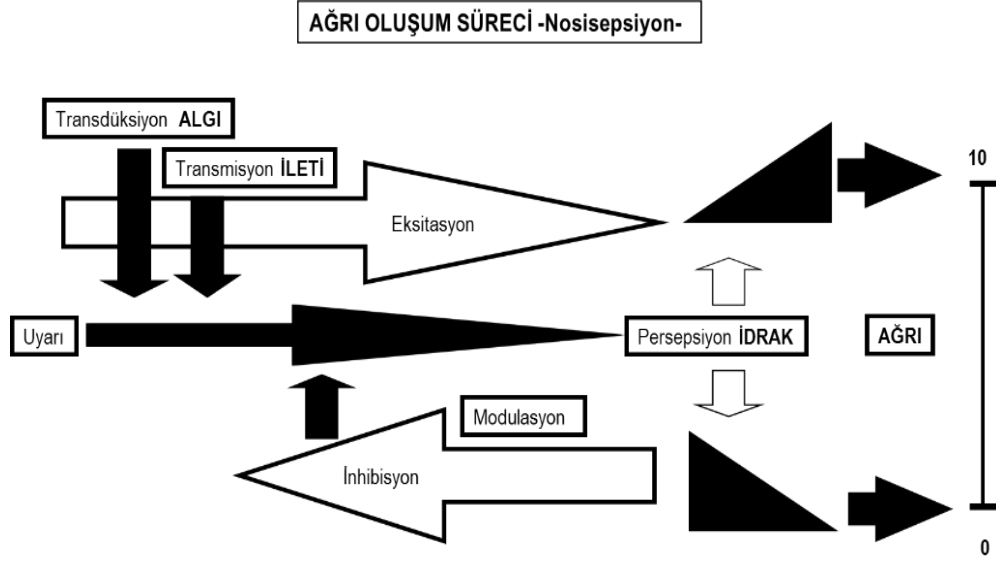 AĞRI OLUŞUM SÜRECİ -Nosisepsiyon-
Transdüksiyon ALGI
Transmisyon İLETİ
10
Eksitasyon
Uyarı
Persepsiyon İDRAK
AĞRI
Modulasyon
İnhibisyon
0